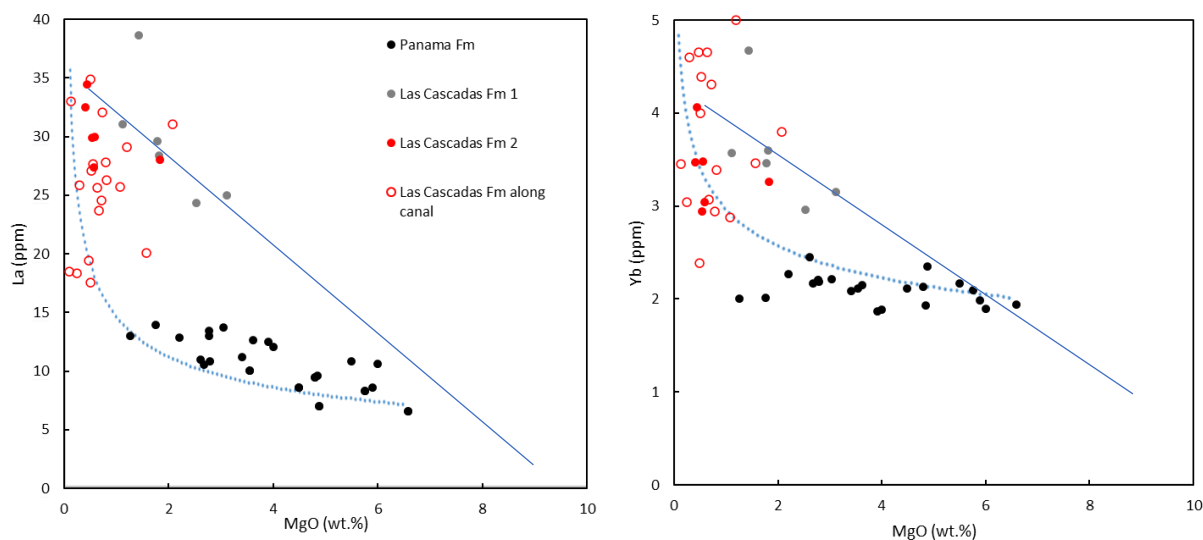 40
35
30
25
20
15
10
5
0
La (ppm)
0 2 4 6 8 10
MgO (wt.%)
Panama Fm
Las Cascadas Fm 1
Las Cascadas Fm 2
Las Cascadas Fm along
canal
5
4
3
2
1
0
Yb (ppm)
0 2 4 6 8 10
MgO (wt.%)